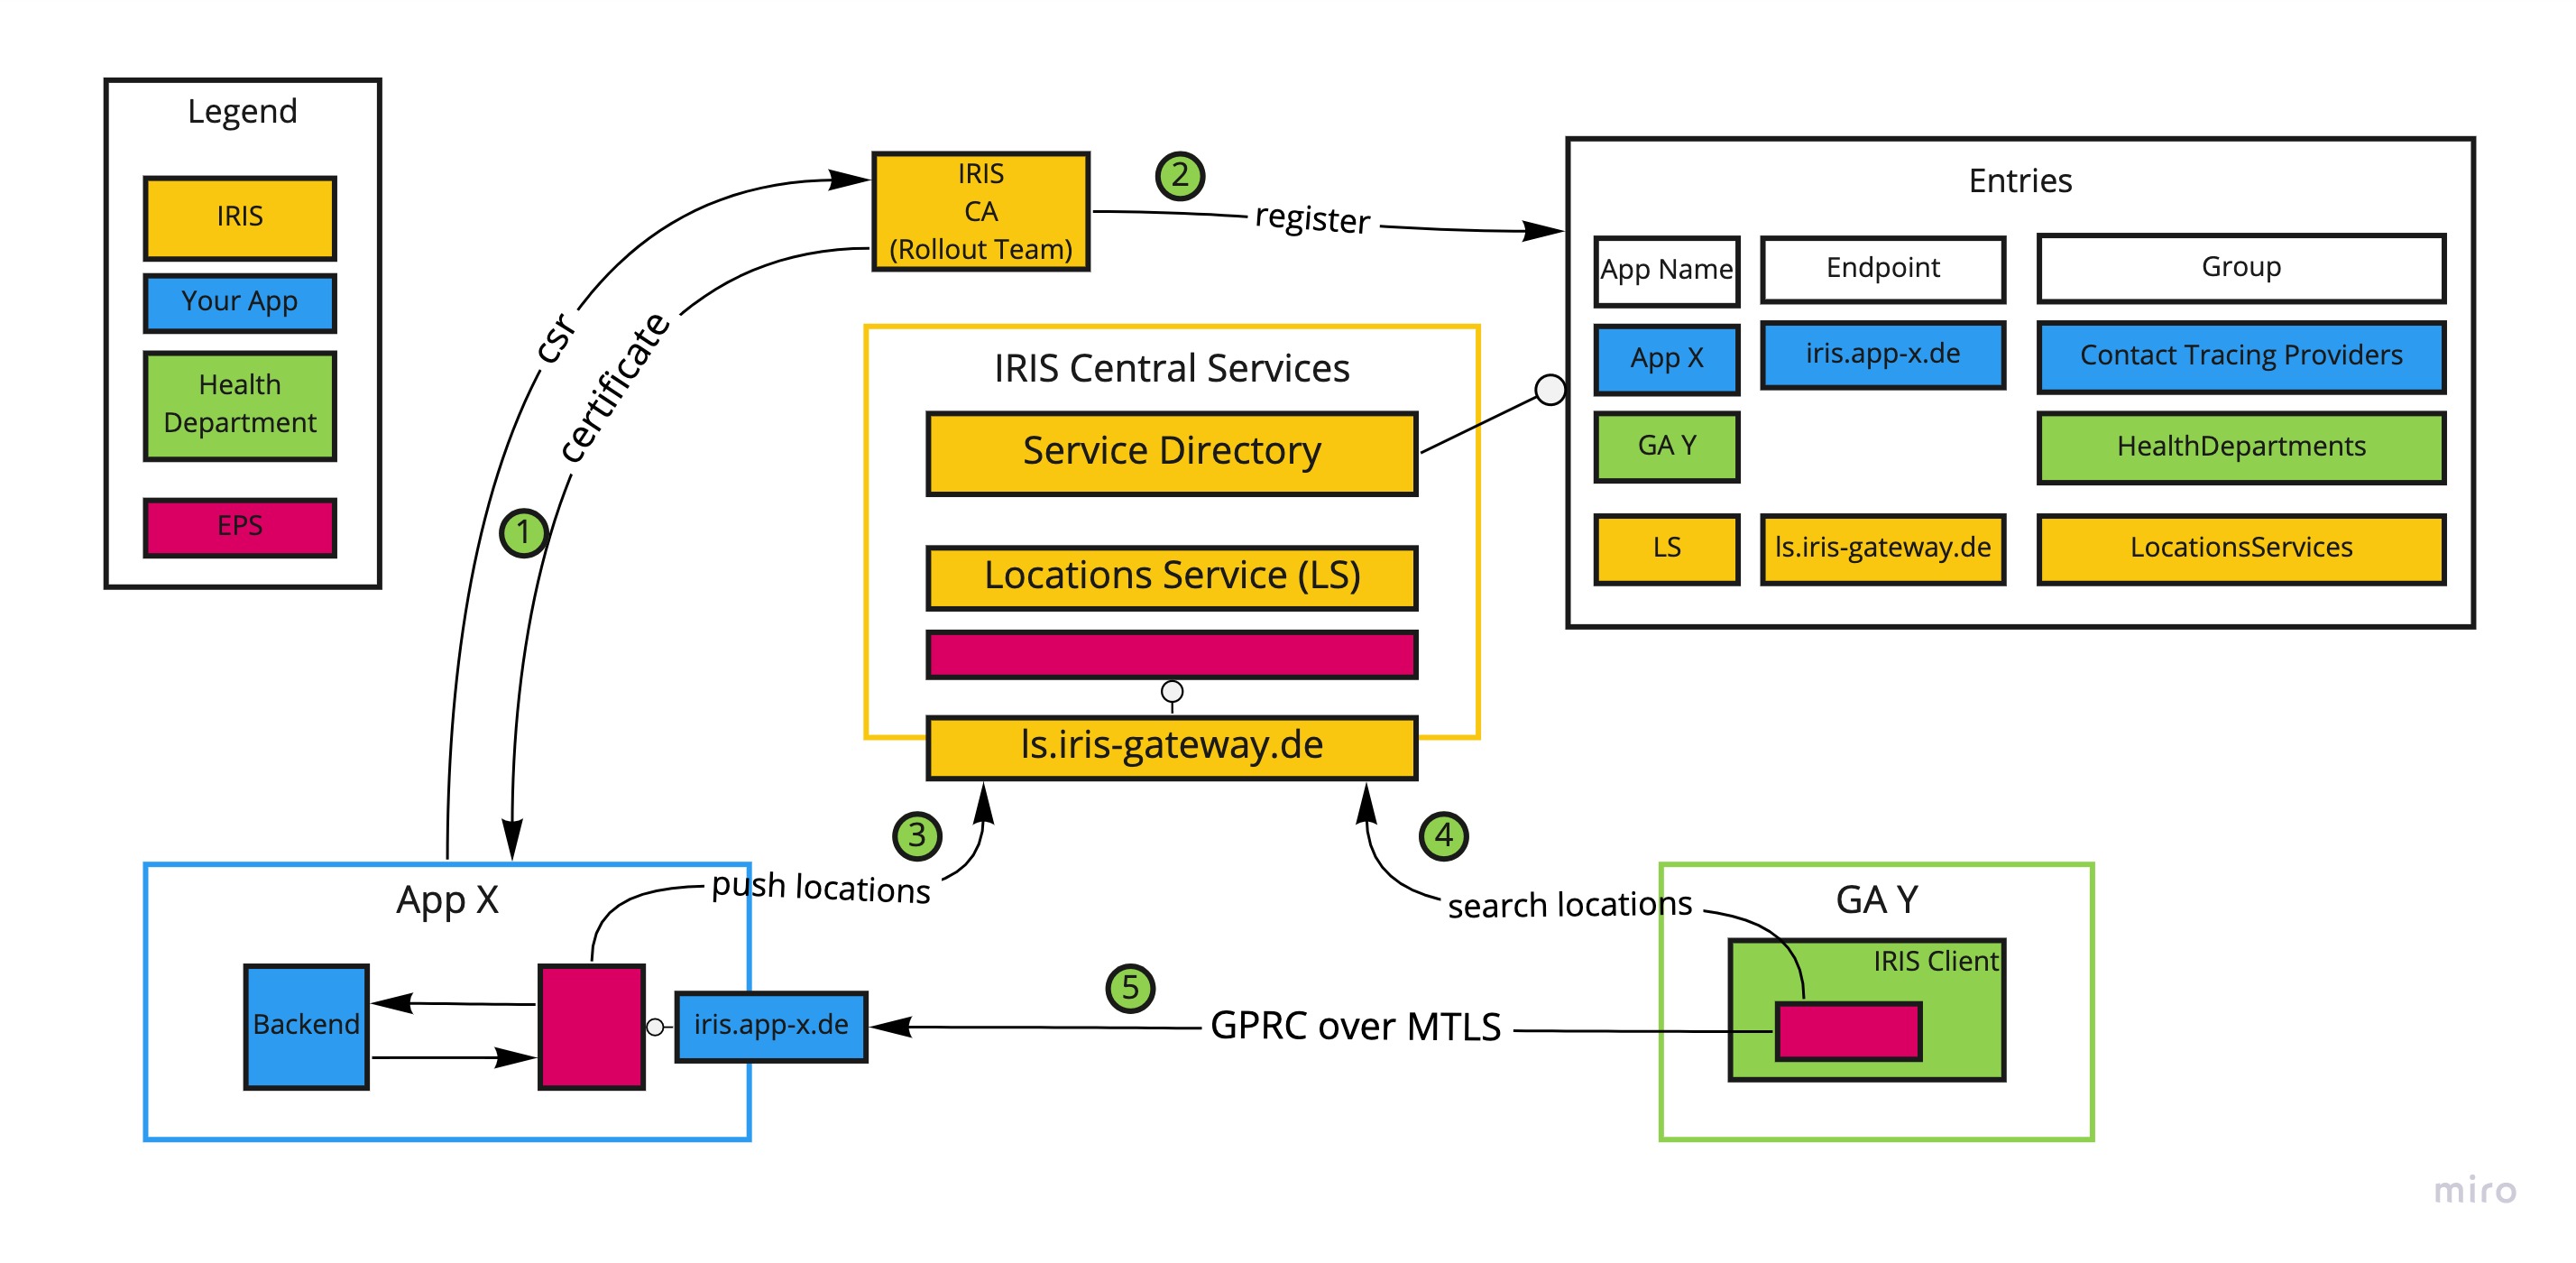 Legend
IRIS
Your App
Health
Department
EPS
csr
certificate
1
IRIS
CA
(Rollout Team)
2
register
Entries
App Name
Endpoint
Group
App X
iris.app-x.de
Contact Tracing Providers
GA Y
HealthDepartments
LS
ls.iris-gateway.de
LocationsServices
IRIS Central Services
Service Directory
Locations Service (LS)
ls.iris-gateway.de
3
push locations
4
search locations
App X
Backend
iris.app-x.de
5
GPRC over MTLS
GA Y
IRIS Client
miro